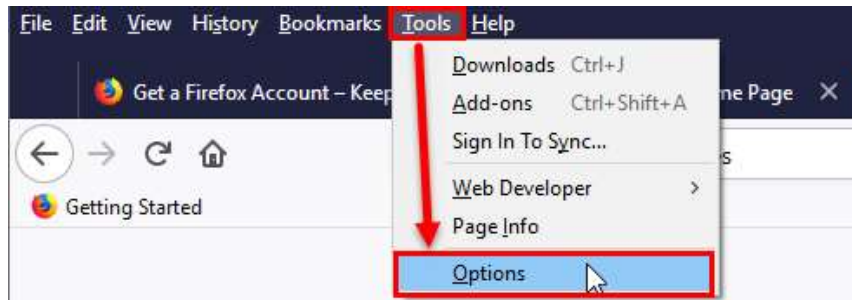 File Edit View History Bookmarks Tools Help
Downloads Ctrl+J
Get a Firefox Account – Keep
Add-ons Ctrl+Shift+A
me Page
Sign In To Sync...
s
Web Developer
Getting Started
Page Info
Options